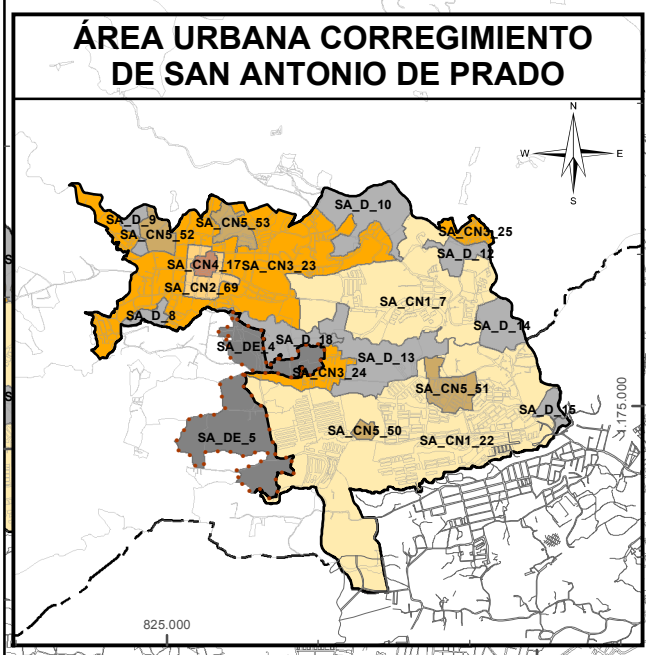 ÁREA URBANA CORREGIMIENTO
DE SAN ANTONIO DE PRADO
N
W
E
S
SA_D_10
SA_D_9
SA_CN5_53
SA_CN5_52
SA_CN3_25
SA_D_12
SA_CN4_17
SA_CN3_23
SA_CN2_69
SA_CN1_7
SA_D_8
SA_D_14
SA_D_18
SA_DE_4
SA_D_13
SA_CN3_24
SA_CN5_51
SA_D_15
1.175.000
SA_CN5_50
SA_DE_5
SA_CN1_22
825.000